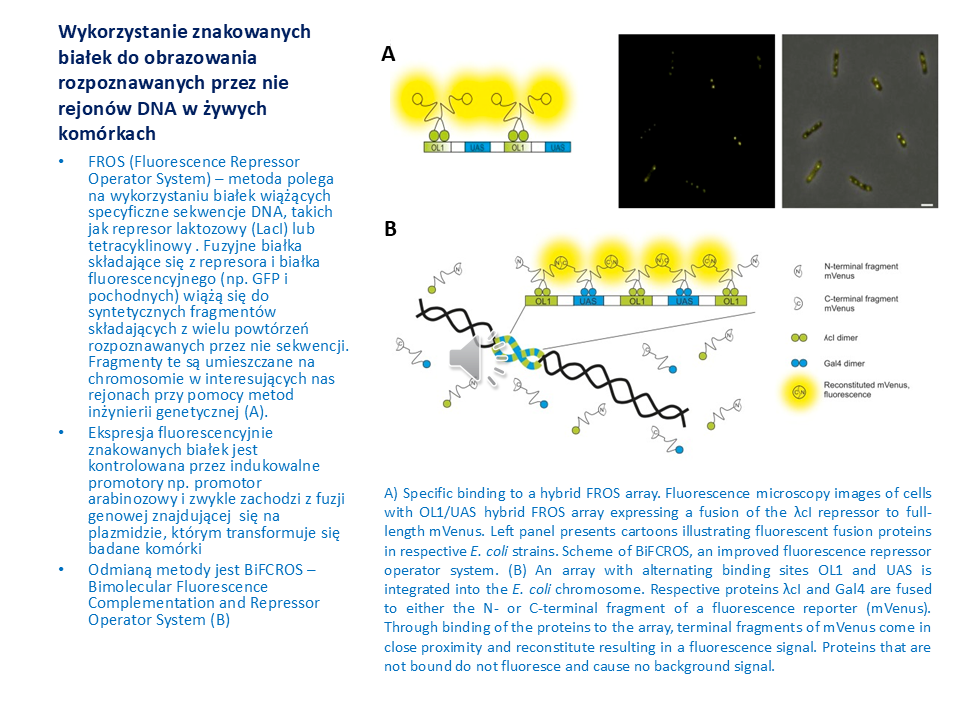 Wykorzystanie znakowanych
białek do obrazowania
rozpoznawanych przez nie
rejonów DNA w żywych
komórkach
• FROS (Fluorescence Repressor
Operator System) – metoda polega
na wykorzystaniu białek wiążących
specyficzne sekwencje DNA, takich
jak represor laktozowy (LacI) lub
tetracyklinowy . Fuzyjne białka
składające się z represora i białka
fluorescencyjnego (np. GFP i
pochodnych) wiążą się do
syntetycznych fragmentów
składających z wielu powtórzeń
rozpoznawanych przez nie sekwencji.
Fragmenty te są umieszczane na
chromosomie w interesujących nas
rejonach przy pomocy metod
inżynierii genetycznej (A).
• Ekspresja fluorescencyjnie
znakowanych białek jest
kontrolowana przez indukowalne
promotory np. promotor
arabinozowy i zwykle zachodzi z fuzji
genowej znajdującej się na
plazmidzie, którym transformuje się
badane komórki
• Odmianą metody jest BiFCROS –
Bimolecular Fluorescence
Complementation and Repressor
Operator System (B)
A
OL1 UAS OL1 UAS
B
N C C N N C C N N C
OL1 UAS OL1 UAS OL1
N
C
N
C
N
C
N
C
N
N-terminal fragment
mVenus
C-terminal fragment
mVenus
λcI dimer
Gal4 dimer
Reconstituted mVenus,
fluorescence
A) Specific binding to a hybrid FROS array. Fluorescence microscopy images of cells
with OL1/UAS hybrid FROS array expressing a fusion of the λcI repressor to full-
length mVenus. Left panel presents cartoons illustrating fluorescent fusion proteins
in respective E. coli strains. Scheme of BiFCROS, an improved fluorescence repressor
operator system. (B) An array with alternating binding sites OL1 and UAS is
integrated into the E. coli chromosome. Respective proteins λcI and Gal4 are fused
to either the N- or C-terminal fragment of a fluorescence reporter (mVenus).
Through binding of the proteins to the array, terminal fragments of mVenus come in
close proximity and reconstitute resulting in a fluorescence signal. Proteins that are
not bound do not fluoresce and cause no background signal.